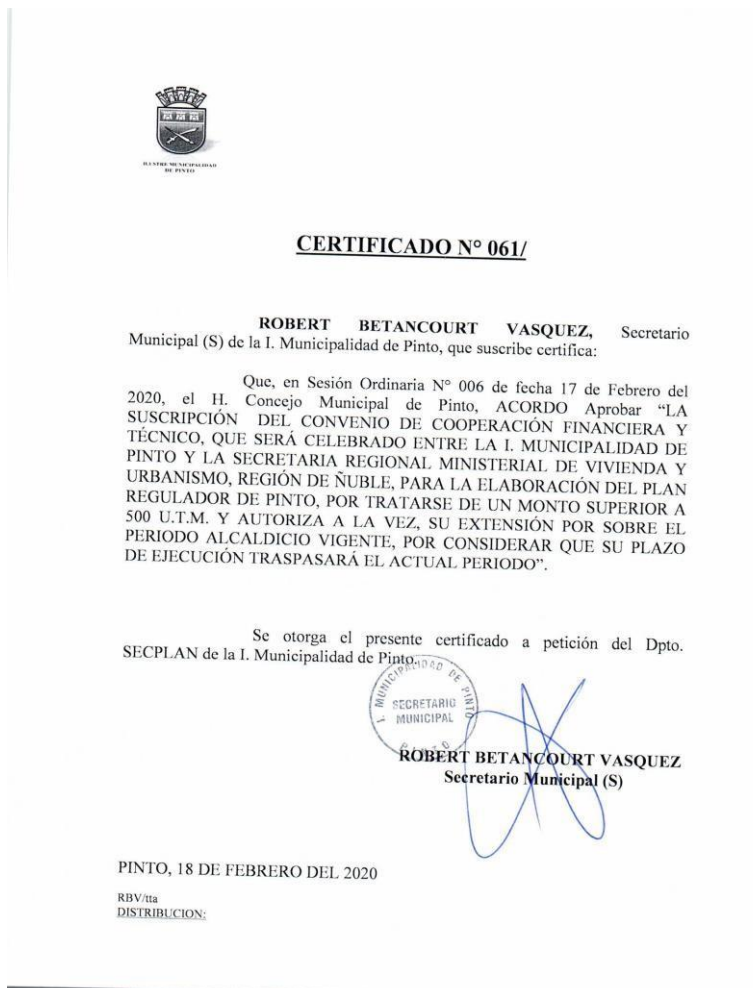 ILUSTRE MUNICIPALIDAD
DE PINTO
CERTIFICADO N° 061/
ROBERT BETANCOURT VASQUEZ, Secretario
Municipal (S) de la I. Municipalidad de Pinto, que suscribe certifica:
Que, en Sesión Ordinaria N° 006 de fecha 17 de Febrero del
2020, el H. Concejo Municipal de Pinto, ACORDO Aprobar “LA
SUSCRIPCIÓN DEL CONVENIO DE COOPERACIÓN FINANCIERA Y
TÉCNICO, QUE SERÁ CELEBRADO ENTRE LA I. MUNICIPALIDAD DE
PINTO Y LA SECRETARIA REGIONAL MINISTERIAL DE VIVIENDA Y
URBANISMO, REGIÓN DE ÑUBLE, PARA LA ELABORACIÓN DEL PLAN
REGULADOR DE PINTO, POR TRATARSE DE UN MONTO SUPERIOR A
500 U.T.M. Y AUTORIZA A LA VEZ, SU EXTENSIÓN POR SOBRE EL
PERIODO ALCALDICIO VIGENTE, POR CONSIDERAR QUE SU PLAZO
DE EJECUCIÓN TRASPASARÁ EL ACTUAL PERIODO”.
Se otorga el presente certificado a petición del Dpto.
SECPLAN de la I. Municipalidad de Pinto.
I. MUNICIPALIDAD DE PINTO
SECRETARIO
MUNICIPAL
PINTO
ROBERT BETANCOURT VASQUEZ
Secretario Municipal (S)
PINTO, 18 DE FEBRERO DEL 2020
RBV/tta
DISTRIBUCION: